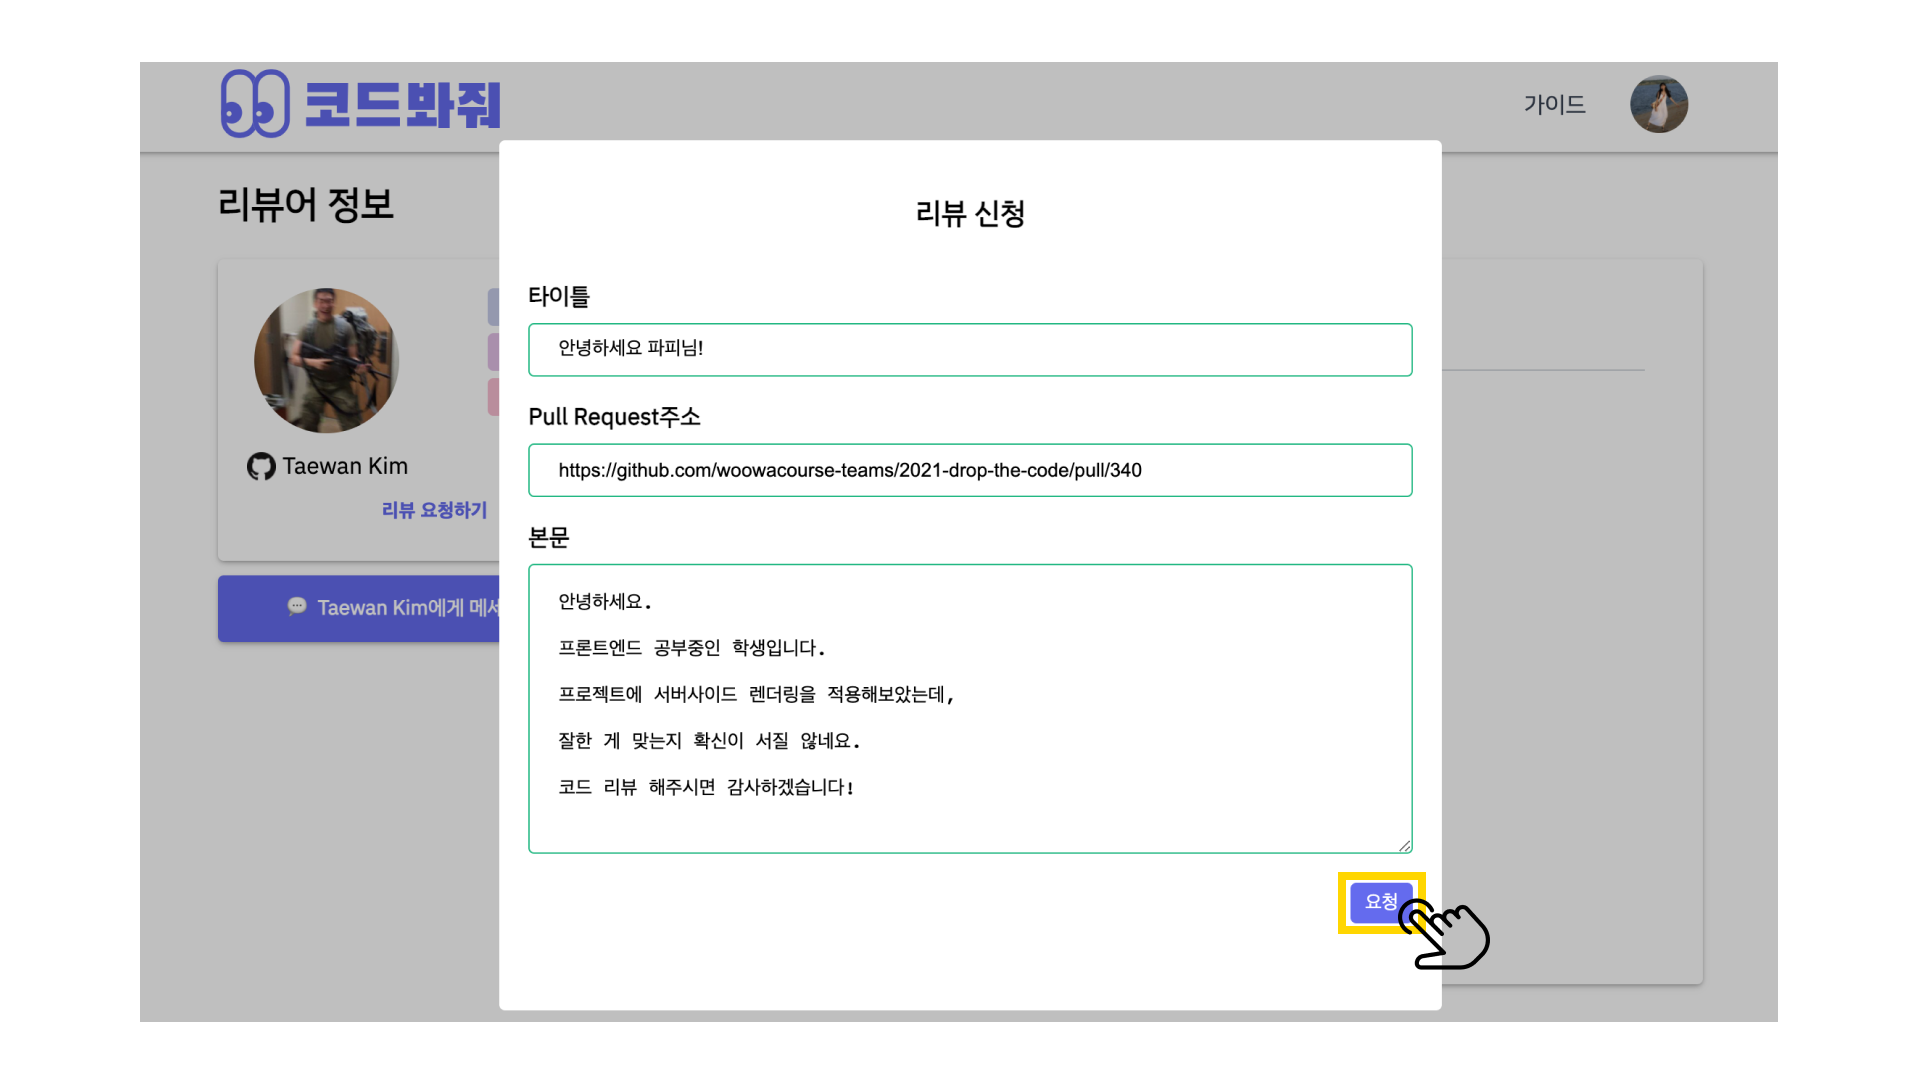 코드봐줘
가이드
리뷰어 정보
Taewan Kim
리뷰 요청하기
Taewan Kim에게 메
리뷰 신청
타이틀
안녕하세요 파피님!
Pull Request주소
https://github.com/woowacourse-teams/2021-drop-the-code/pull/340
본문
안녕하세요.
프론트엔드 공부중인 학생입니다.
프로젝트에 서버사이드 렌더링을 적용해보았는데,
잘한 게 맞는지 확신이 서질 않네요.
코드 리뷰 해주시면 감사하겠습니다!
요청